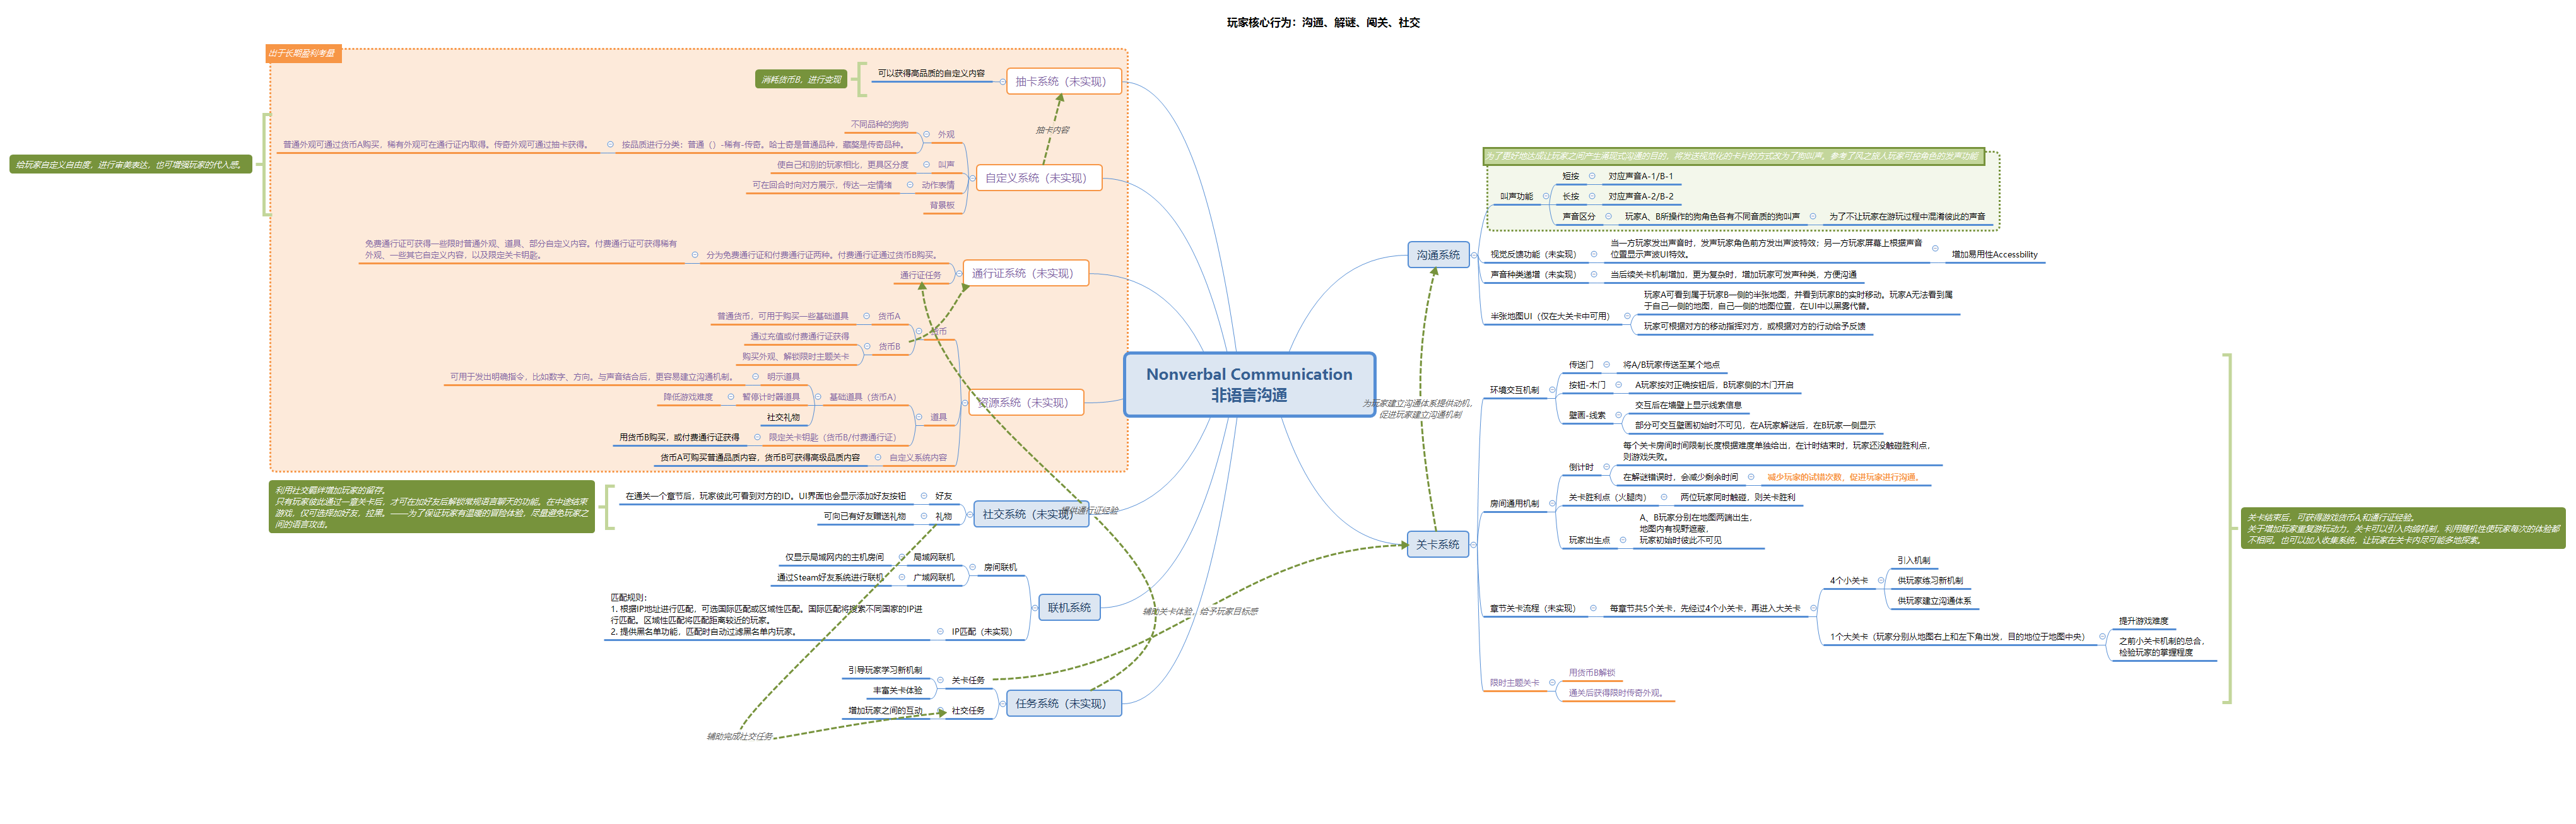 玩家核心行为：沟通、解谜、闯关、社交
出于长期盈利考量
消耗货币B，进行变现
可以获得高品质的自定义内容
抽卡系统（未实现）
抽卡内容
给玩家自定义自由度，进行审美表达，也可增强玩家的代入感。
不同品种的狗狗
普通外观可通过货币A购买，稀有外观可在通行证内取得。传奇外观可通过抽卡获得。
按品质进行分类：普通（）-稀有-传奇。哈士奇是普通品种，藏獒是传奇品种。
外观
使自己和别的玩家相比，更具区分度
叫声
可在回合时向对方展示，传达一定情绪
动作表情
背景板
自定义系统（未实现）
免费通行证可获得一些限时普通外观、道具、部分自定义内容。付费通行证可获得稀有
外观、一些其它自定义内容，以及限定关卡钥匙。
分为免费通行证和付费通行证两种。付费通行证通过货币B购买。
通行证任务
通行证系统（未实现）
普通货币，可用于购买一些基础道具
货币A
通过充值或付费通行证获得
购买外观、解锁限时主题关卡
货币B
货币
可用于发出明确指令，比如数字、方向。与声音结合后，更容易建立沟通机制。
明示道具
降低游戏难度
暂停计时器道具
社交礼物
基础道具（货币A）
用货币B购买，或付费通行证获得
限定关卡钥匙（货币B/付费通行证）
道具
货币A可购买普通品质内容，货币B可获得高级品质内容
自定义系统内容
资源系统（未实现）
Nonverbal Communication
非语言沟通
利用社交羁绊增加玩家的留存。
只有玩家彼此通过一章关卡后，才可在加好友后解锁常规语言聊天的功能。在中途结束
游戏，仅可选择加好友，拉黑。——为了保证玩家有温暖的冒险体验，尽量避免玩家之
间的语言攻击。
在通关一个章节后，玩家彼此可看到对方的ID。UI界面也会显示添加好友按钮
好友
可向已有好友赠送礼物
礼物
社交系统（未实现）
提供通行证经验
仅显示局域网内的主机房间
局域网联机
通过Steam好友系统进行联机
广域网联机
房间联机
匹配规则：
1. 根据IP地址进行匹配，可选国际匹配或区域性匹配。国际匹配将搜索不同国家的IP进
行匹配。区域性匹配将匹配距离较近的玩家。
2. 提供黑名单功能，匹配时自动过滤黑名单内玩家。
IP匹配（未实现）
联机系统
辅助关卡体验，给予玩家目标感
引导玩家学习新机制
丰富关卡体验
关卡任务
增加玩家之间的互动
社交任务
任务系统（未实现）
辅助完成社交任务
为了更好地达成让玩家之间产生涌现式沟通的目的，将发送视觉化的卡片的方式改为了狗叫声。参考了风之旅人玩家可控角色的发声功能
叫声功能
短按
对应声音A-1/B-1
长按
对应声音A-2/B-2
声音区分
玩家A、B所操作的狗角色各有不同音质的狗叫声
为了不让玩家在游玩过程中混淆彼此的声音
沟通系统
视觉反馈功能（未实现）
当一方玩家发出声音时，发声玩家角色前方发出声波特效；另一方玩家屏幕上根据声音
位置显示声波UI特效。
增加易用性Accessbility
声音种类递增（未实现）
当后续关卡机制增加，更为复杂时，增加玩家可发声种类，方便沟通
半张地图UI（仅在大关卡中可用）
玩家A可看到属于玩家B一侧的半张地图，并看到玩家B的实时移动。玩家A无法看到属
于自己一侧的地图，自己一侧的地图位置，在UI中以黑雾代替。
玩家可根据对方的移动指挥对方，或根据对方的行动给予反馈
为玩家建立沟通体系提供动机，
促进玩家建立沟通机制
环境交互机制
传送门
将A/B玩家传送至某个地点
按钮-木门
A玩家按对正确按钮后，B玩家侧的木门开启
壁画-线索
交互后在墙壁上显示线索信息
部分可交互壁画初始时不可见，在A玩家解谜后，在B玩家一侧显示
房间通用机制
倒计时
每个关卡房间时间限制长度根据难度单独给出，在计时结束时，玩家还没触碰胜利点，
则游戏失败。
在解谜错误时，会减少剩余时间
减少玩家的试错次数，促进玩家进行沟通。
关卡胜利点（火腿肉）
两位玩家同时触碰，则关卡胜利
玩家出生点
A、B玩家分别在地图两端出生，
地图内有视野遮蔽，
玩家初始时彼此不可见
关卡系统
章节关卡流程（未实现）
每章节共5个关卡，先经过4个小关卡，再进入大关卡
4个小关卡
引入机制
供玩家练习新机制
供玩家建立沟通体系
1个大关卡（玩家分别从地图右上和左下角出发，目的地位于地图中央）
提升游戏难度
之前小关卡机制的总合，
检验玩家的掌握程度
限时主题关卡
用货币B解锁
通关后获得限时传奇外观。
关卡结束后，可获得游戏货币A,和通行证经验。
关于增加玩家重复游玩动力，关卡可以引入肉鸽机制，利用随机性使玩家每次的体验都
不相同。也可以加入收集系统，让玩家在关卡内尽可能多地探索。